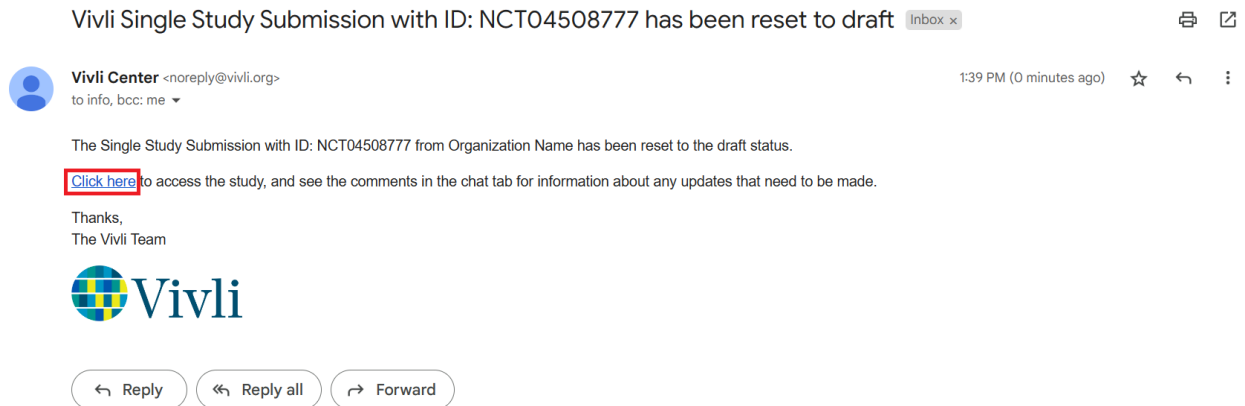 Vivli Single Study Submission with ID: NCT04508777 has been reset to draft Inbox ×
Vivli Center <noreply@vivli.org> 1:39 PM (0 minutes ago)
to info, bcc: me
The Single Study Submission with ID: NCT04508777 from Organization Name has been reset to the draft status.
Click here to access the study, and see the comments in the chat tab for information about any updates that need to be made.
Thanks,
The Vivli Team
Vivli
Reply Reply all Forward